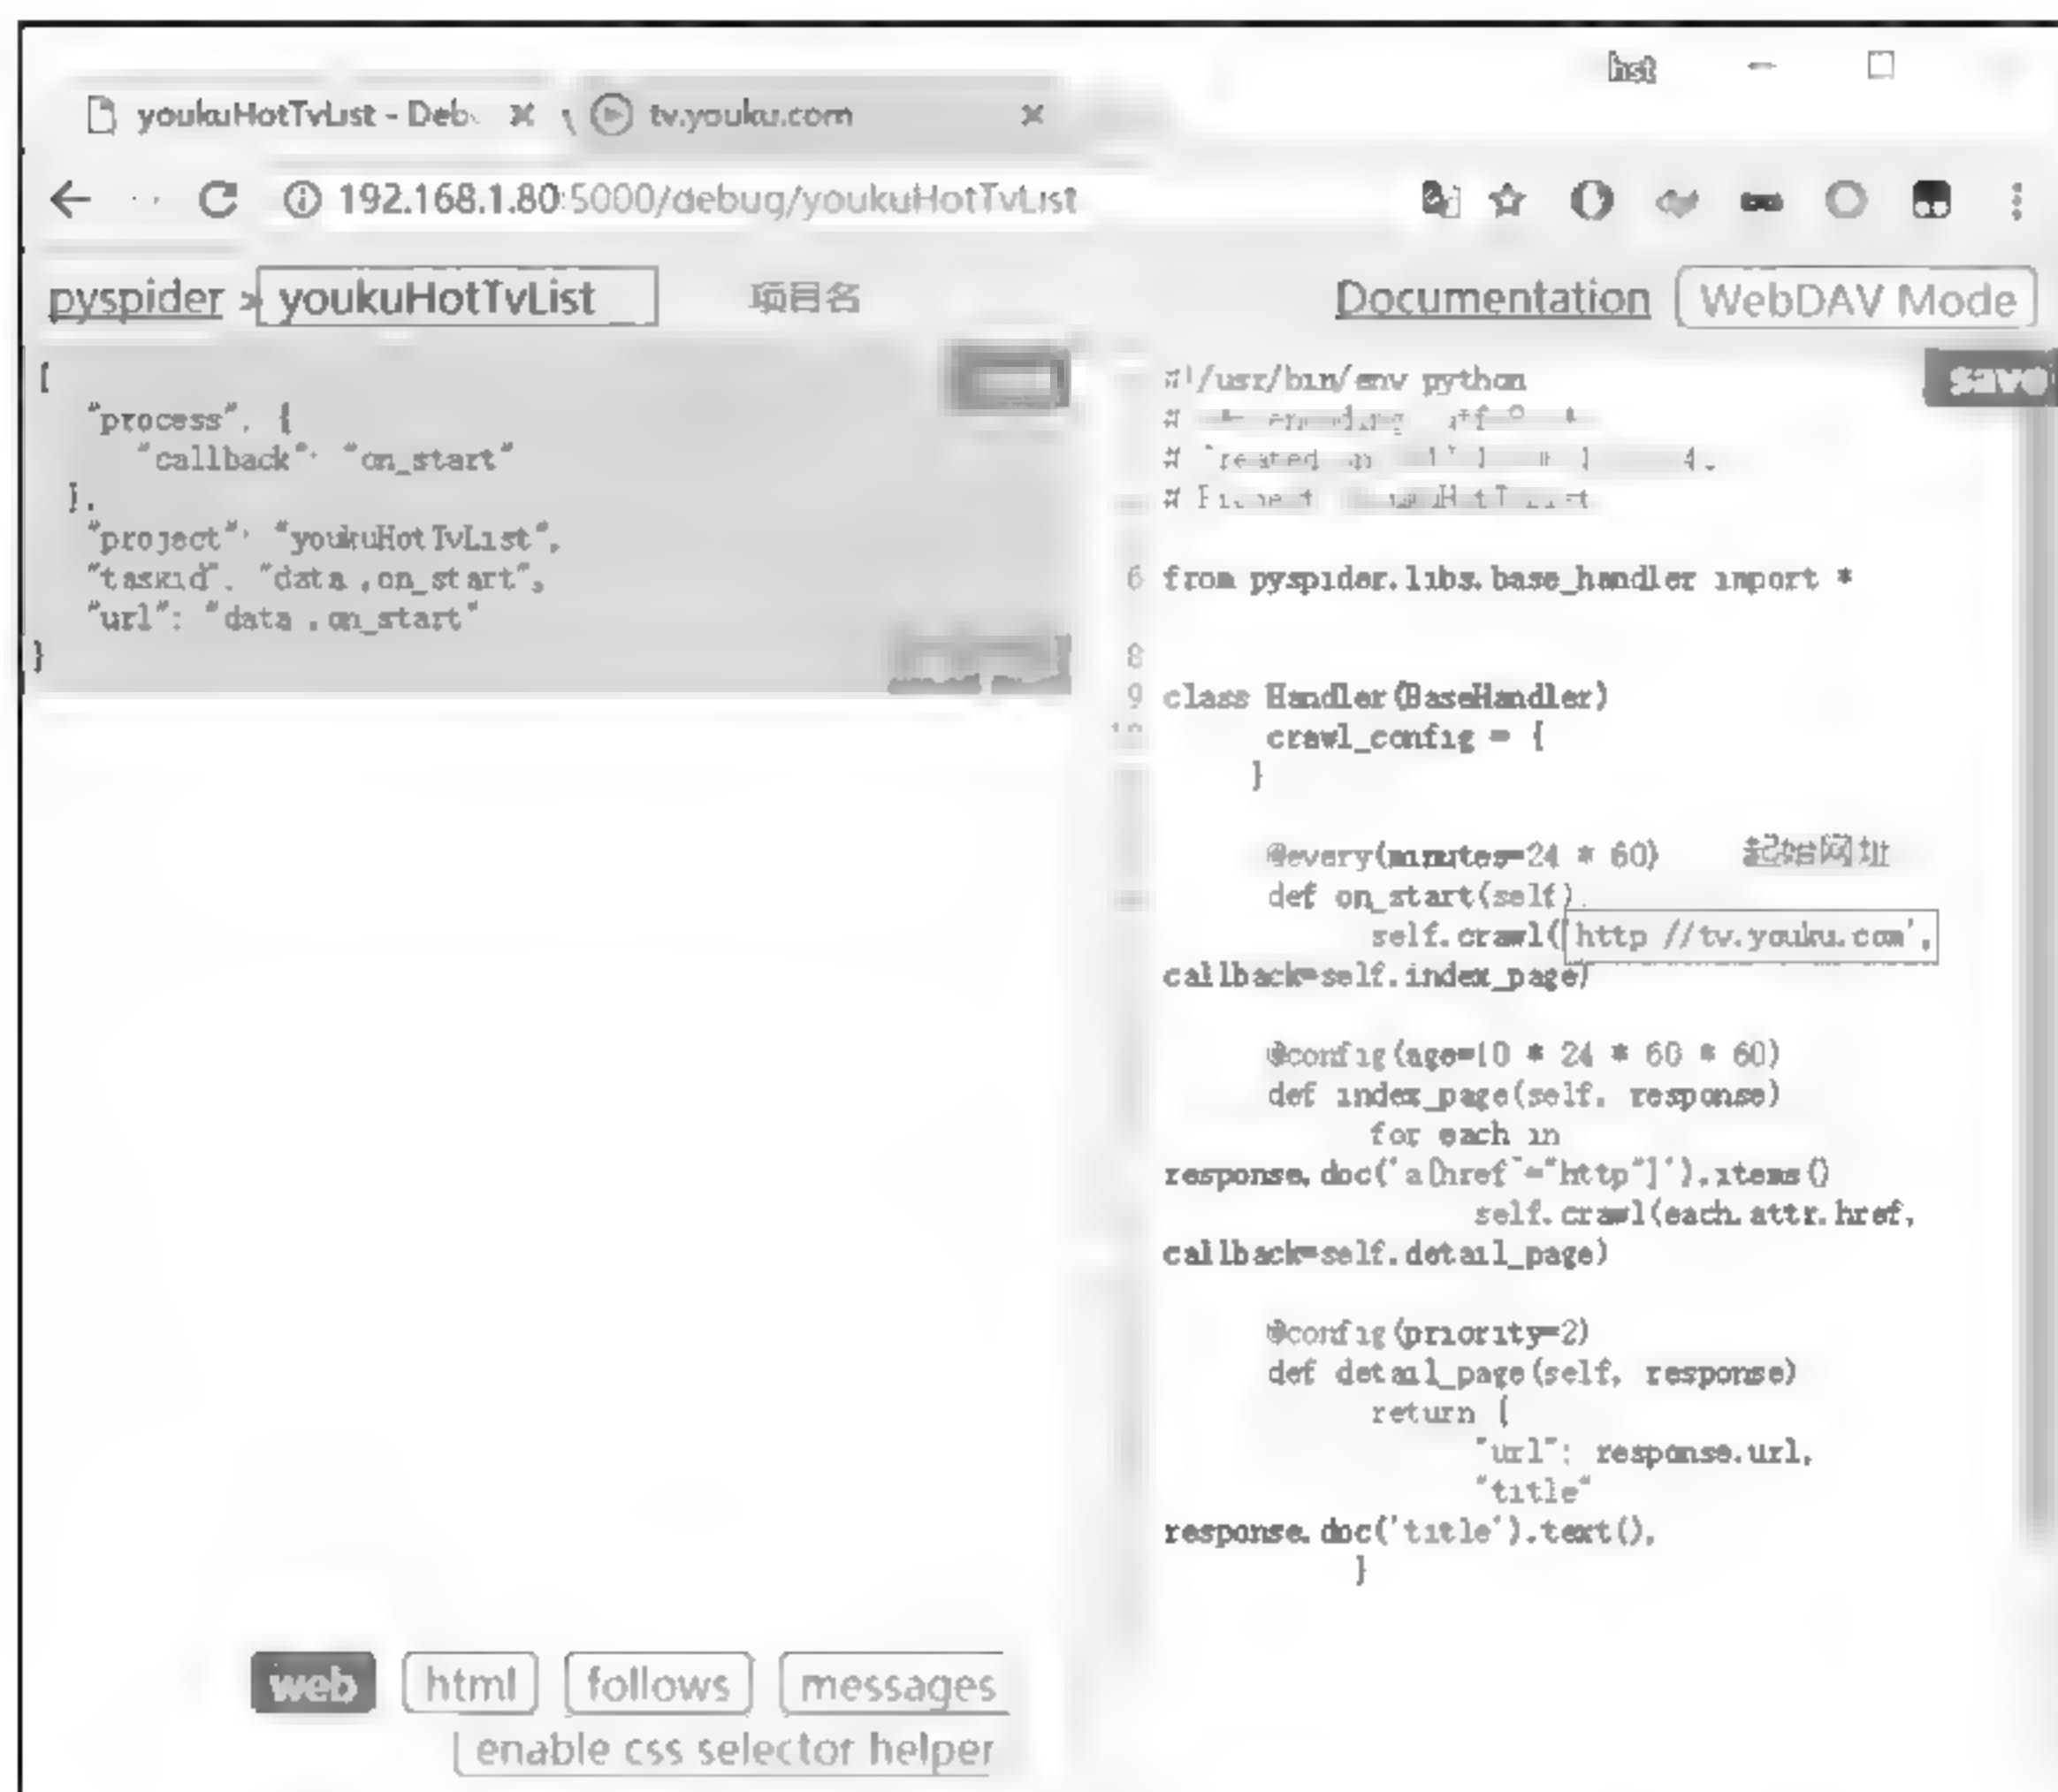 hst
youkuHotTvList - Deb
tv.youku.com
192.168.1.80:5000/debug/youkuHotTvList
pyspider > youkuHotTvList 项目名
Documentation WebDAV Mode
{
"process": {
"callback": "on_start"
},
"project": "youkuHotTvList",
"taskid": "data:,on_start",
"url": "data:,on_start"
}
save
#!/usr/bin/env python
#
# Created on
# Project: youkuHotTvList
6 from pyspider.libs.base_handler import *
8
9 class Handler(BaseHandler)
10 crawl_config = {
}
@every(minutes=24 * 60) 起始网址
def on_start(self)
self.crawl('http //tv.youku.com',
callback=self.index_page)
@config(age=10 * 24 * 60 * 60)
def index_page(self, response)
for each in
response.doc('a[href^="http"]').items()
self.crawl(each.attr.href,
callback=self.detail_page)
@config(priority=2)
def detail_page(self, response)
return {
"url": response.url,
"title"
response.doc('title').text(),
}
web html follows messages
enable css selector helper